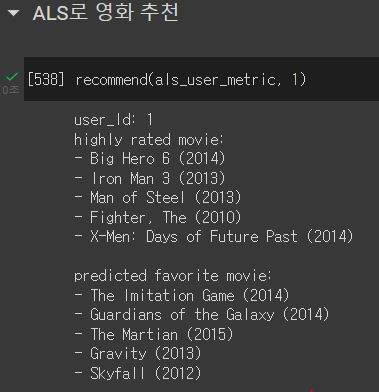 ALS로 영화 추천
[538] recommend(als_user_metric, 1)
0초
user_Id: 1
highly rated movie:
- Big Hero 6 (2014)
- Iron Man 3 (2013)
- Man of Steel (2013)
- Fighter, The (2010)
- X-Men: Days of Future Past (2014)
predicted favorite movie:
- The Imitation Game (2014)
- Guardians of the Galaxy (2014)
- The Martian (2015)
- Gravity (2013)
- Skyfall (2012)